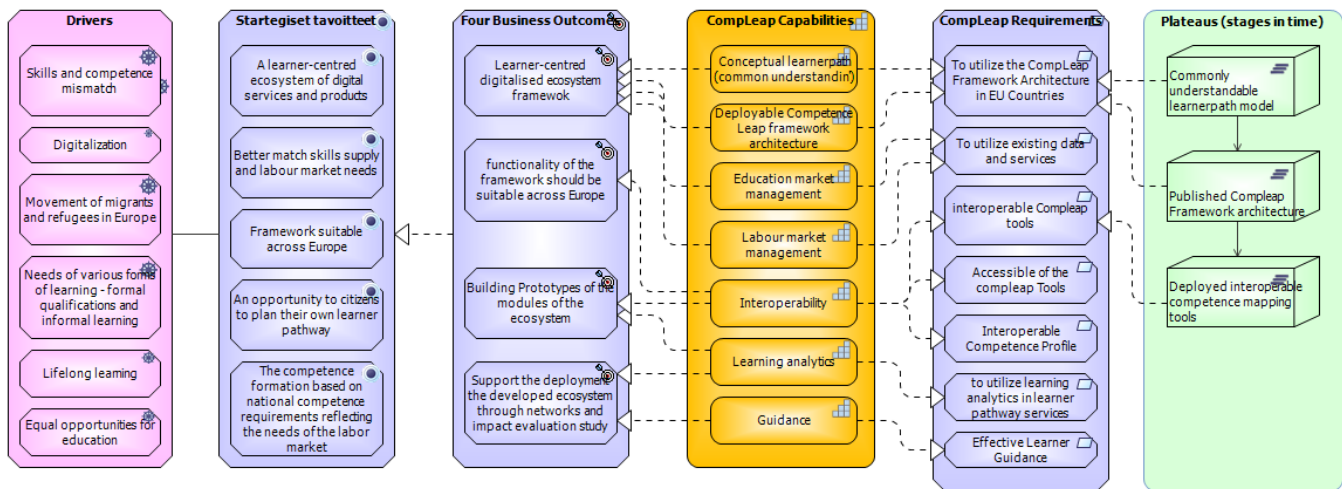 Drivers
Skills and competence
mismatch
Digitalization
Movement of migrants
and refugees in Europe
Needs of various forms
of learning - formal
qualifications and
informal learning
Lifelong learning
Equal opportunities for
education
Startegiset tavoitteet
A learner-centred
ecosystem of digital
services and products
Better match skills supply
and labour market needs
Framework suitable
across Europe
An opportunity to citizens
to plan their own learner
pathway
The competence
formation based on
national competence
requirements reflecting
the needs of the labor
market
Four Business Outcomes
Learner-centred
digitalised ecosystem
framewok
functionality of the
framework should be
suitable across Europe
Building Prototypes of the
modules of the
ecosystem
Support the deployment
the developed ecosystem
through networks and
impact evaluation study
CompLeap Capabilities
Conceptual learnerpath
(common understandin')
Deployable Competence
Leap framework
architecture
Education market
management
Labour market
management
Interoperability
Learning analytics
Guidance
CompLeap Requirements
To utilize the CompLeap
Framework Architecture
in EU Countries
To utilize existing data
and services
interoperable Compleap
tools
Accessible of the
compleap Tools
Interoperable
Competence Profile
to utilize learning
analytics in learner
pathway services
Effective Learner
Guidance
Plateaus (stages in time)
Commonly
understandable
learnerpath model
Published Compleap
Framework architecture
Deployed interoperable
competence mapping
tools